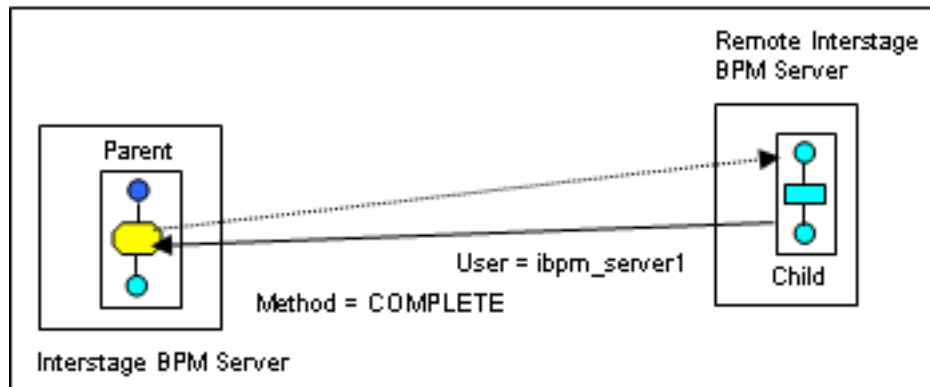 Remote Interstage
BPM Server
Parent
User = ibpm_server1
Child
Method = COMPLETE
Interstage BPM Server